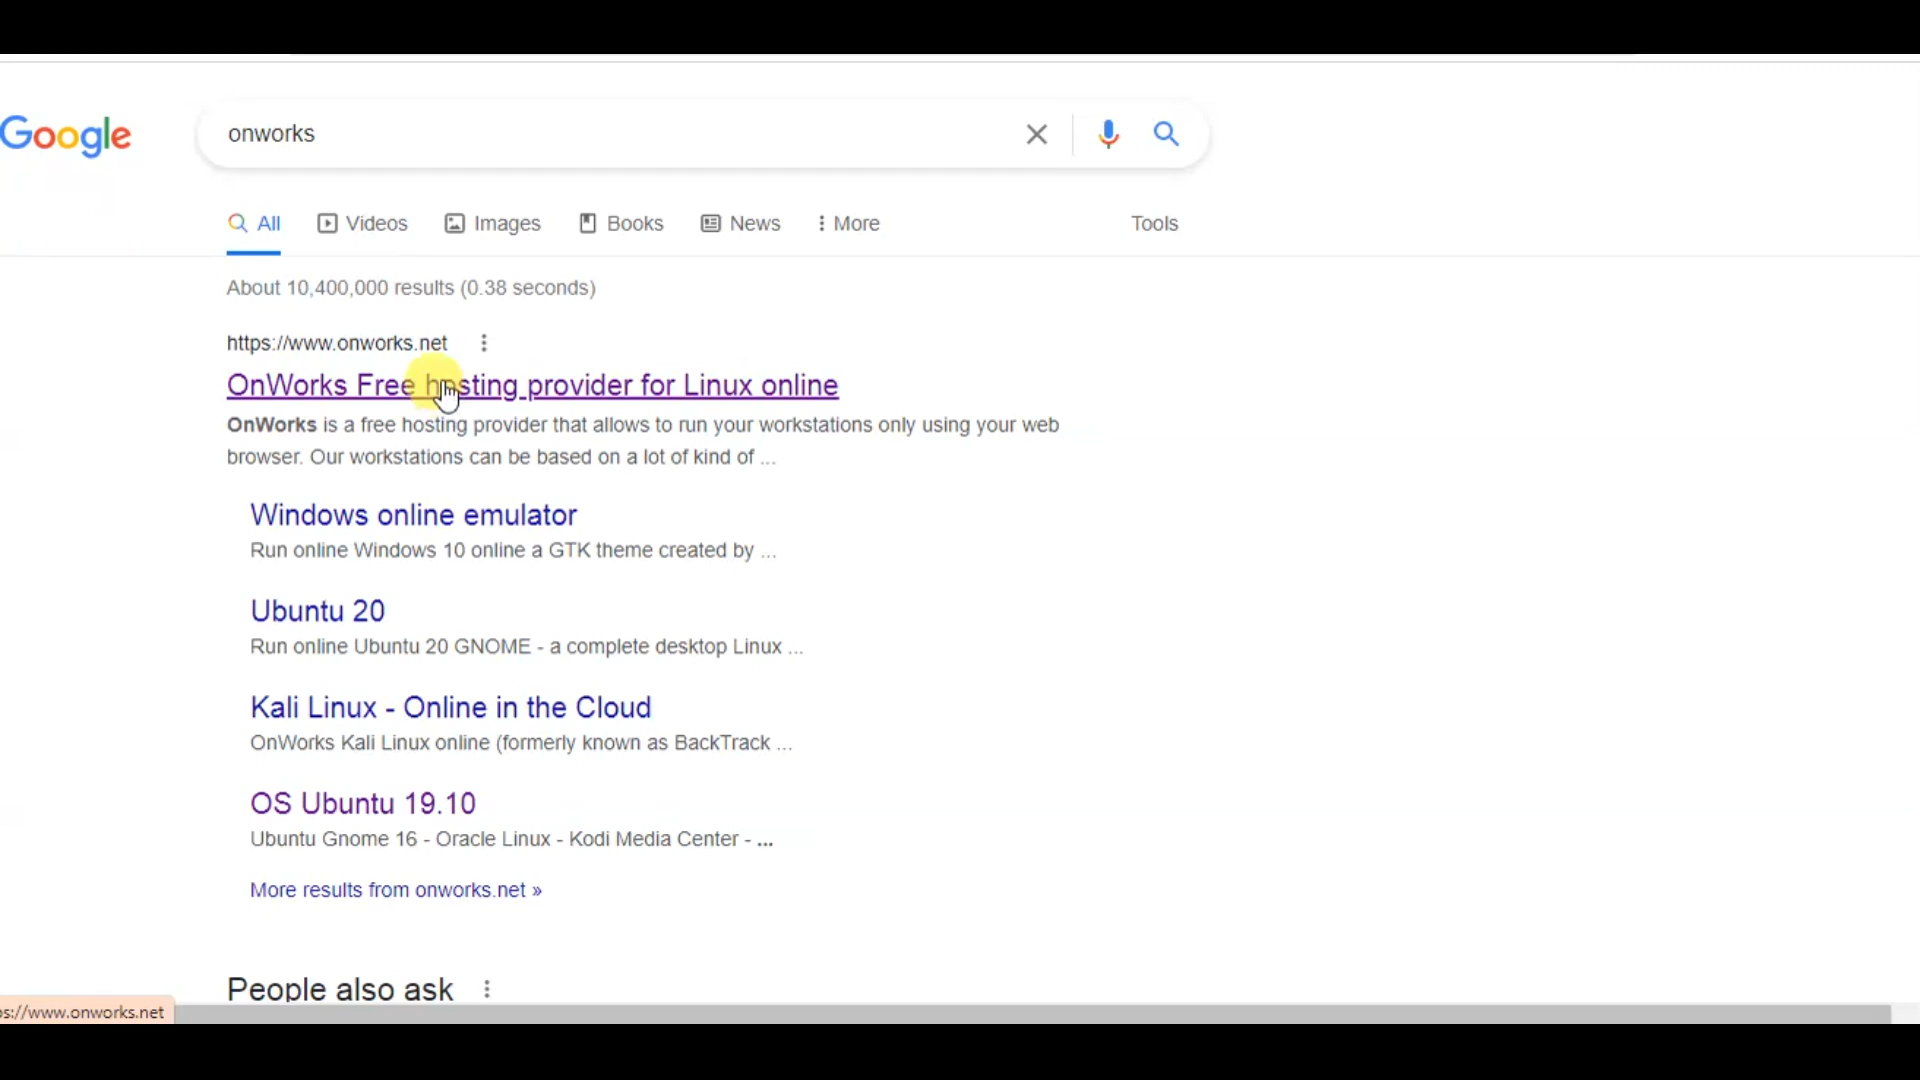 Google
onworks
All
Videos
Images
Books
News
More
Tools
About 10,400,000 results (0.38 seconds)
https://www.onworks.net
OnWorks Free hosting provider for Linux online
OnWorks is a free hosting provider that allows to run your workstations only using your web
browser. Our workstations can be based on a lot of kind of ...
Windows online emulator
Run online Windows 10 online a GTK theme created by ...
Ubuntu 20
Run online Ubuntu 20 GNOME - a complete desktop Linux ...
Kali Linux - Online in the Cloud
OnWorks Kali Linux online (formerly known as BackTrack ...
OS Ubuntu 19.10
Ubuntu Gnome 16 - Oracle Linux - Kodi Media Center - ...
More results from onworks.net »
People also ask
ps://www.onworks.net